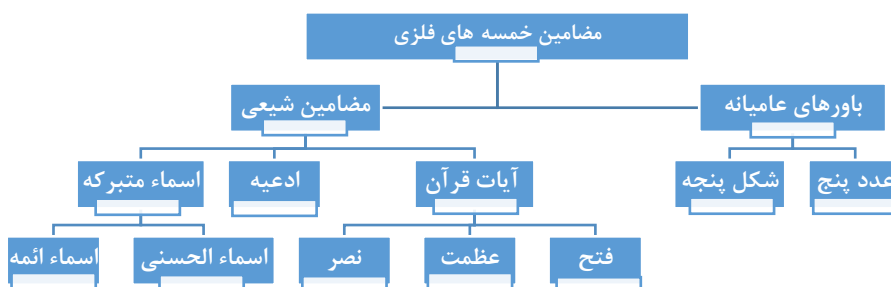 مضامین خمسه های فلزی
باورهای عامیانه
مضامین شیعی
عدد پنج
شکل پنجه
آیات قرآن
ادعیه
اسماء متبرکه
فتح
عظمت
نصر
اسماء الحسنی
اسماء ائمه